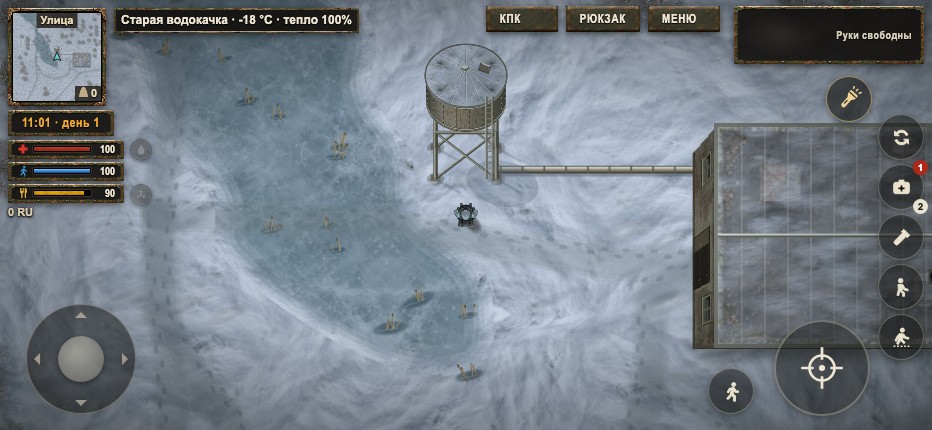 Улица
Старая водокачка · -18 °C · тепло 100%
КПК
РЮКЗАК
МЕНЮ
Руки свободны
0
11:01 · день 1
100
100
90
0 RU
1
2